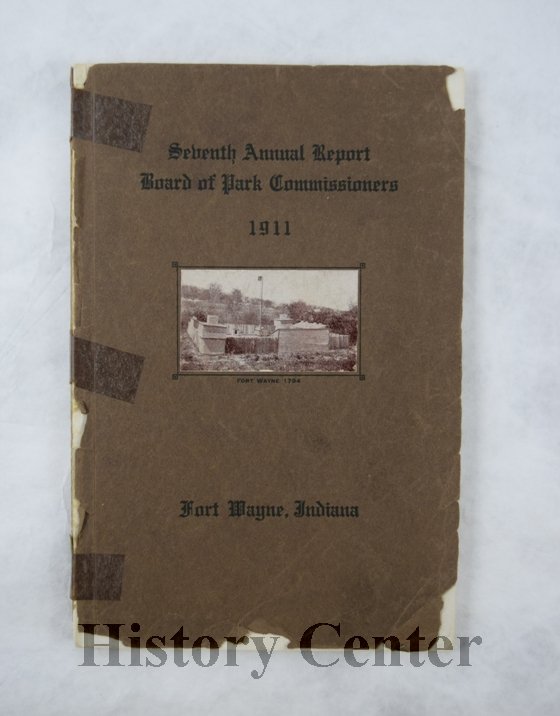 Seventh Annual Report
Board of Park Commissioners
1911
FORT WAYNE 1794
Fort Wayne, Indiana
History Center